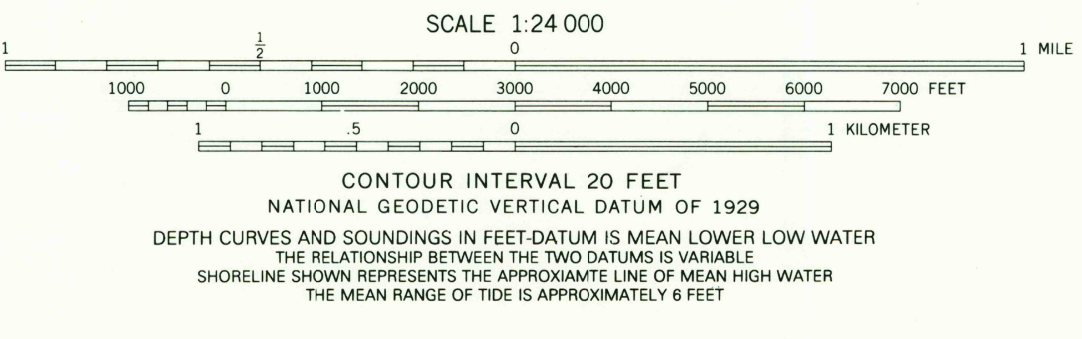 SCALE 1:24 000
1 1/2 0 1 MILE
1000 0 1000 2000 3000 4000 5000 6000 7000 FEET
1 .5 0 1 KILOMETER
CONTOUR INTERVAL 20 FEET
NATIONAL GEODETIC VERTICAL DATUM OF 1929
DEPTH CURVES AND SOUNDINGS IN FEET-DATUM IS MEAN LOWER LOW WATER
THE RELATIONSHIP BETWEEN THE TWO DATUMS IS VARIABLE
SHORELINE SHOWN REPRESENTS THE APPROXIAMTE LINE OF MEAN HIGH WATER
THE MEAN RANGE OF TIDE IS APPROXIMATELY 6 FEET